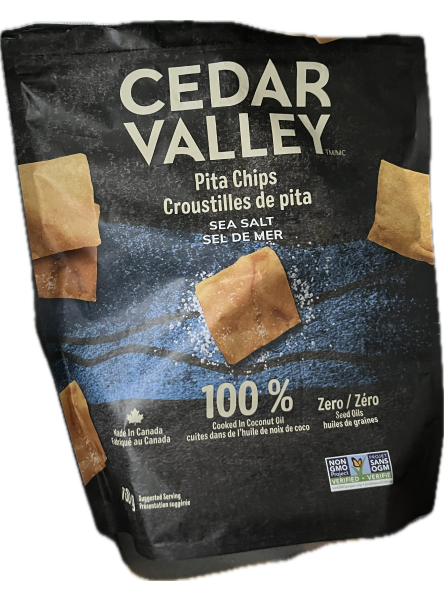 CEDAR
VALLEY
TM/MC
Pita Chips
Croustilles de pita
SEA SALT
SEL DE MER
100 %
Cooked In Coconut Oil
cuites dans de l'huile de noix de coco
Zero / Zéro
Seed Oils
huiles de graines
Made In Canada
Fabriqué au Canada
Suggested Serving
Présentation suggérée
NON
GMO
Project
VERIFIED
PROJET
SANS
OGM
VÉRIFIÉ